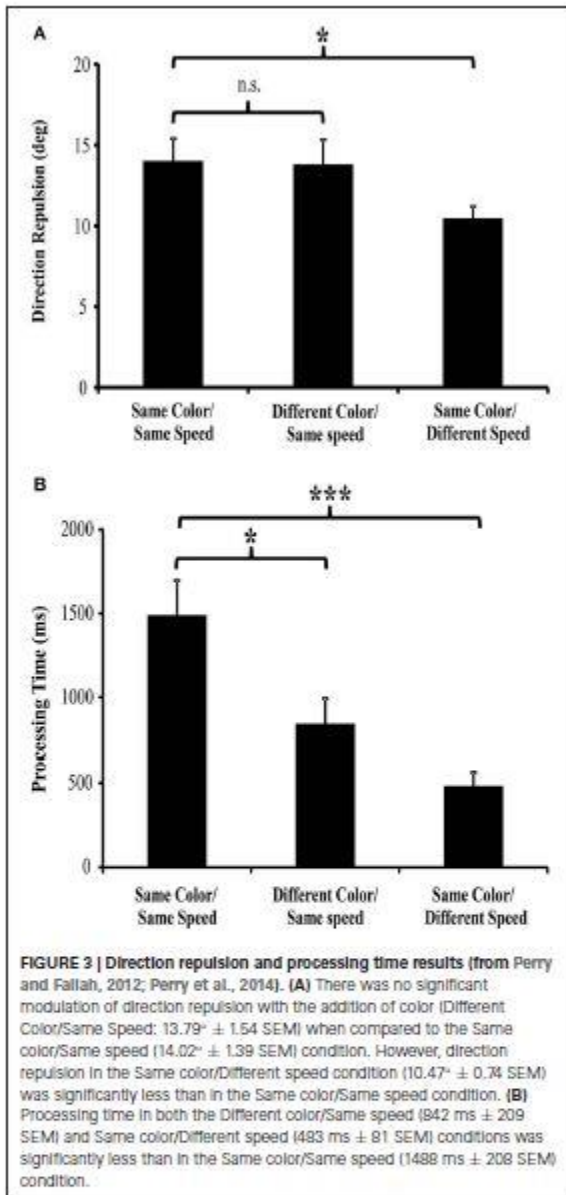 A
*
n.s.
20
15
10
5
0
Direction Repulsion (deg)
Same Color/ Different Color/ Same Color/
Same Speed Same speed Different Speed
B
***
*
2000
1500
1000
500
0
Processing Time (ms)
Same Color/ Different Color/ Same Color/
Same Speed Same speed Different Speed
FIGURE 3 | Direction repulsion and processing time results (from Perry
and Fallah, 2012; Perry et al., 2014). (A) There was no significant
modulation of direction repulsion with the addition of color (Different
Color/Same Speed: 13.79° ± 1.54 SEM) when compared to the Same
color/Same speed (14.02° ± 1.39 SEM) condition. However, direction
repulsion in the Same color/Different speed condition (10.47° ± 0.74 SEM)
was significantly less than in the Same color/Same speed condition. (B)
Processing time in both the Different color/Same speed (842 ms ± 209
SEM) and Same color/Different speed (483 ms ± 81 SEM) conditions was
significantly less than in the Same color/Same speed (1488 ms ± 208 SEM)
condition.